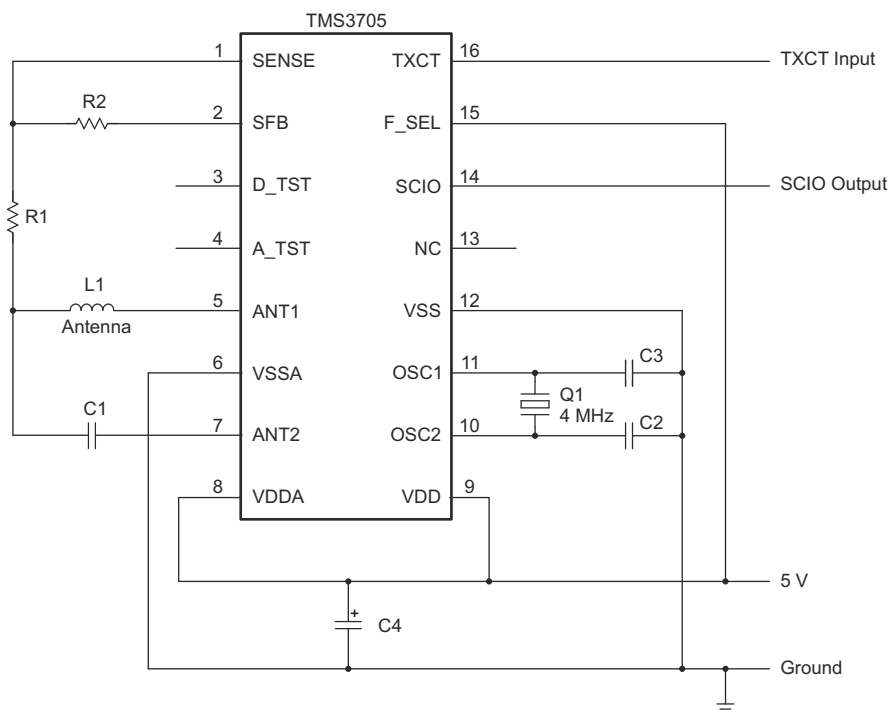 TMS3705
1 SENSE TXCT 16 TXCT Input
R2
2 SFB F_SEL 15
3 D_TST SCIO 14 SCIO Output
R1
4 A_TST NC 13
L1
Antenna
5 ANT1 VSS 12
6 VSSA OSC1 11 C3
Q1
4 MHz
C1
7 ANT2 OSC2 10 C2
8 VDDA VDD 9
5 V
+
C4
Ground